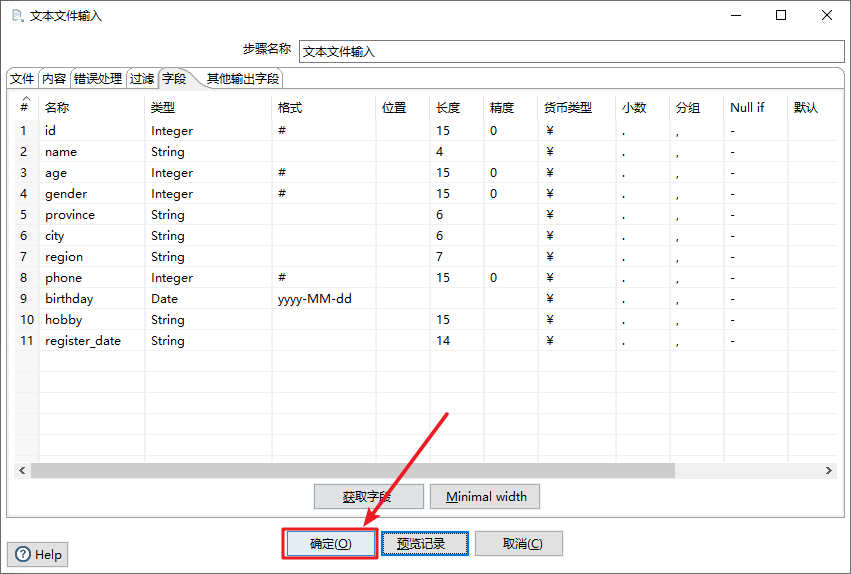 文本文件输入
步骤名称 文本文件输入
文件 内容 错误处理 过滤 字段 其他输出字段
# 名称 类型 格式 位置 长度 精度 货币类型 小数 分组 Null if 默认
1 id Integer # 15 0 ¥ . , -
2 name String 4 ¥ . , -
3 age Integer # 15 0 ¥ . , -
4 gender Integer # 15 0 ¥ . , -
5 province String 6 ¥ . , -
6 city String 6 ¥ . , -
7 region String 7 ¥ . , -
8 phone Integer # 15 0 ¥ . , -
9 birthday Date yyyy-MM-dd ¥ . , -
10 hobby String 15 ¥ . , -
11 register_date String 14 ¥ . , -
获取字段 Minimal width
Help 确定(O) 预览记录 取消(C)